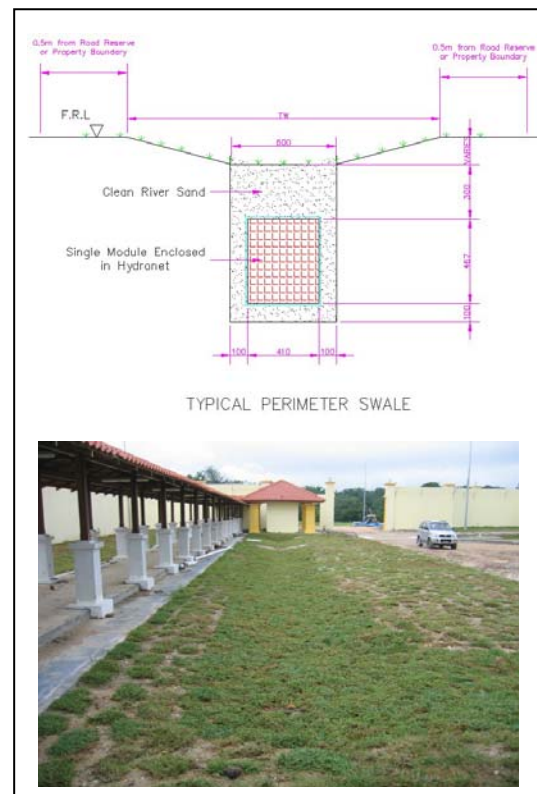 0.5m from Road Reserve
or Property Boundary
0.5m from Road Reserve
or Property Boundary
F.R.L
TW
600
VARIES
Clean River Sand
300
Single Module Enclosed
in Hydronet
467
100
100
410
100
TYPICAL PERIMETER SWALE